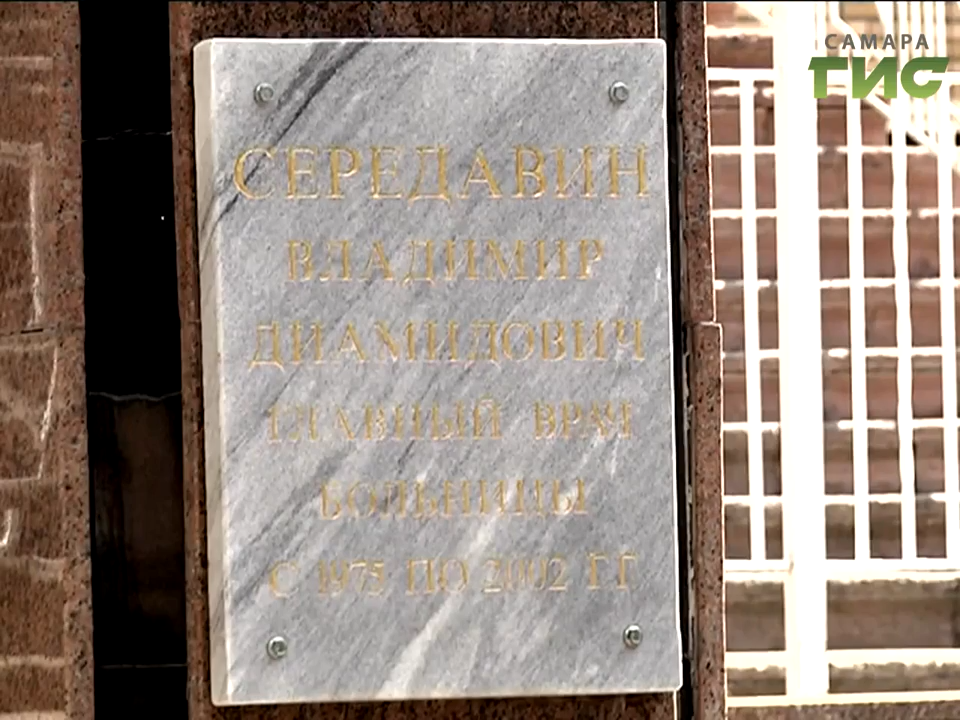 САМАРА
ГИС
СЕРЕДАВИН
ВЛАДИМИР
ДИАМИДОВИЧ
ГЛАВНЫЙ ВРАЧ
БОЛЬНИЦЫ
С 1975 ПО 2002 Г.Г.